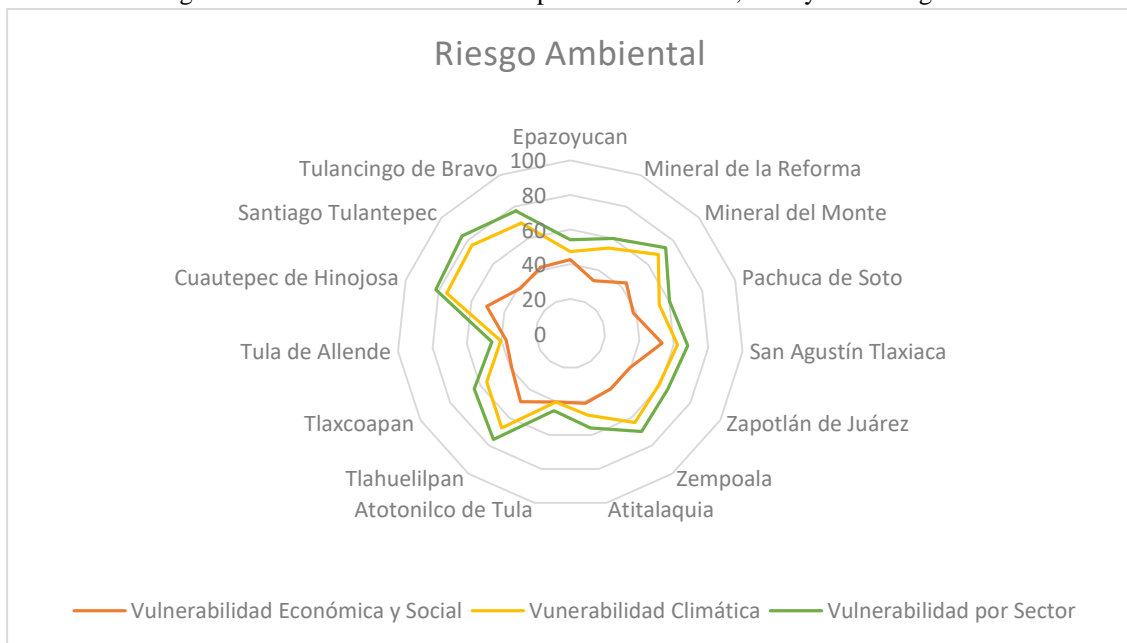 Riesgo Ambiental
Epazoyucan
Mineral de la Reforma
Mineral del Monte
Pachuca de Soto
San Agustín Tlaxiaca
Zapotlán de Juárez
Zempoala
Atitalaquia
Atotonilco de Tula
Tlahuelilpan
Tlaxcoapan
Tula de Allende
Cuautepec de Hinojosa
Santiago Tulantepec
Tulancingo de Bravo
100
80
60
40
20
0
Vulnerabilidad Económica y Social
Vunerabilidad Climática
Vulnerabilidad por Sector